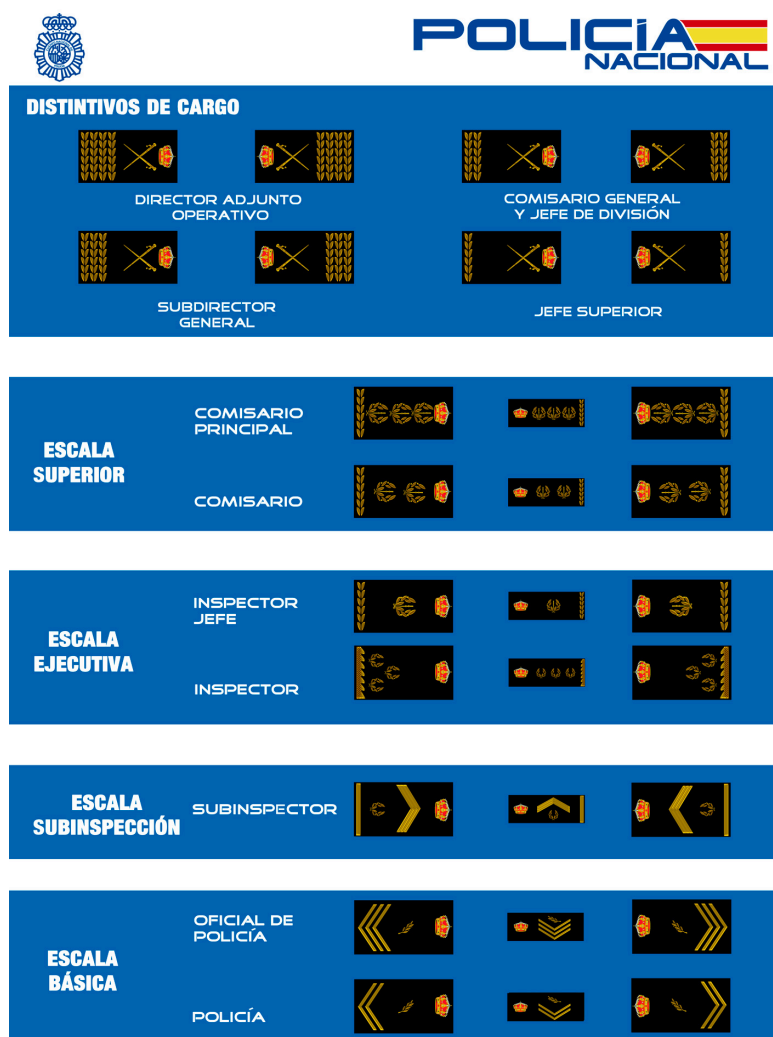 POLICÍA
NACIONAL
DISTINTIVOS DE CARGO
DIRECTOR ADJUNTO
OPERATIVO
COMISARIO GENERAL
Y JEFE DE DIVISIÓN
SUBDIRECTOR
GENERAL
JEFE SUPERIOR
ESCALA
SUPERIOR
COMISARIO
PRINCIPAL
COMISARIO
ESCALA
EJECUTIVA
INSPECTOR
JEFE
INSPECTOR
ESCALA
SUBINSPECCIÓN
SUBINSPECTOR
ESCALA
BÁSICA
OFICIAL DE
POLICÍA
POLICÍA